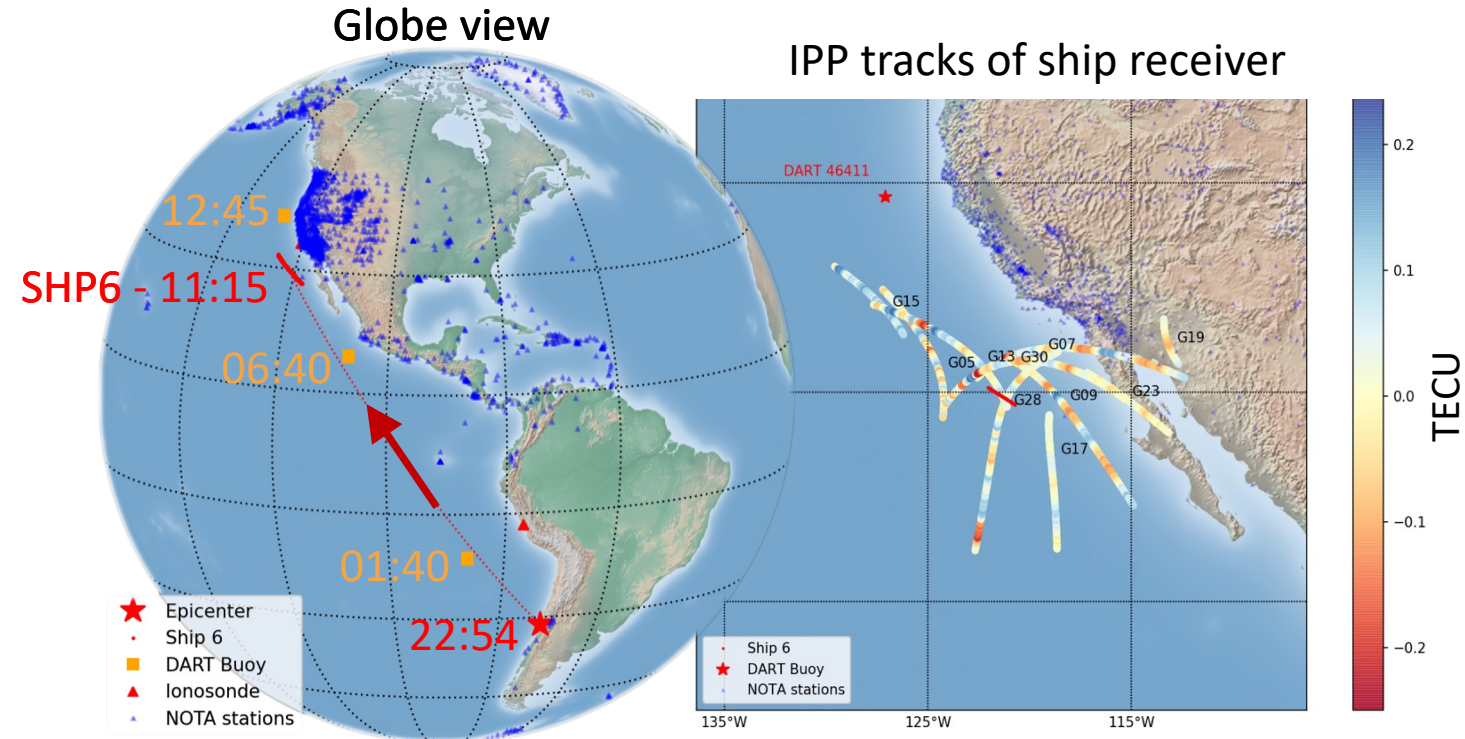 Globe view
12:45
SHP6 - 11:15
06:40
01:40
22:54
Epicenter
Ship 6
DART Buoy
Ionosonde
NOTA stations
IPP tracks of ship receiver
DART 46411
G15
G19
G07
G05
G13
G30
G28
G09
G23
G17
Ship 6
DART Buoy
NOTA stations
135°W
125°W
115°W
0.2
0.1
0.0
−0.1
−0.2
TECU